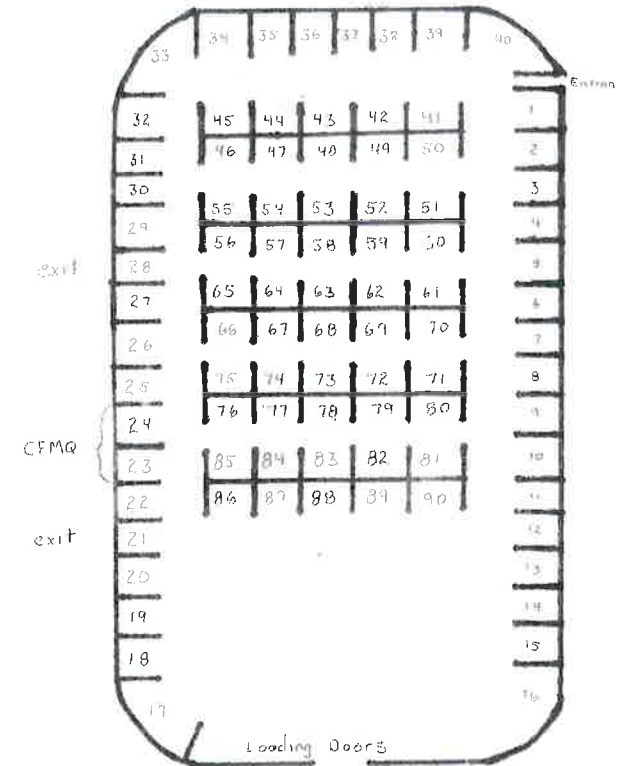 33 34 35 36 37 38 39 40
Entran
32 45 44 43 42 41 1
31 46 47 48 49 50 2
30 55 54 53 52 51 3
29 56 57 58 59 60 4
exit 28 5
27 65 64 63 62 61 6
26 66 67 68 69 70 7
25 75 74 73 72 71 8
24 76 77 78 79 80 9
CFMQ
23 85 84 83 82 81 10
22 86 87 88 89 90 11
exit 21 12
20 13
19 14
18 15
17 16
Loading Doors